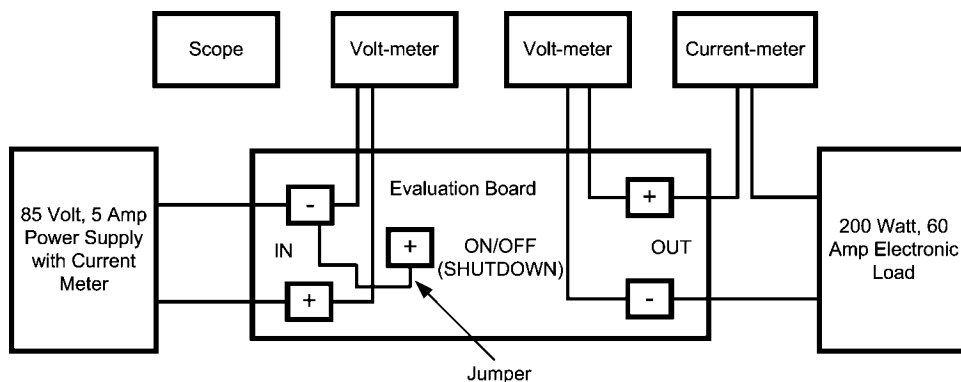 Scope
Volt-meter
Volt-meter
Current-meter
85 Volt, 5 Amp
Power Supply
with Current
Meter
-
IN
+
Evaluation Board
+
ON/OFF
(SHUTDOWN)
+
OUT
-
200 Watt, 60
Amp Electronic
Load
Jumper